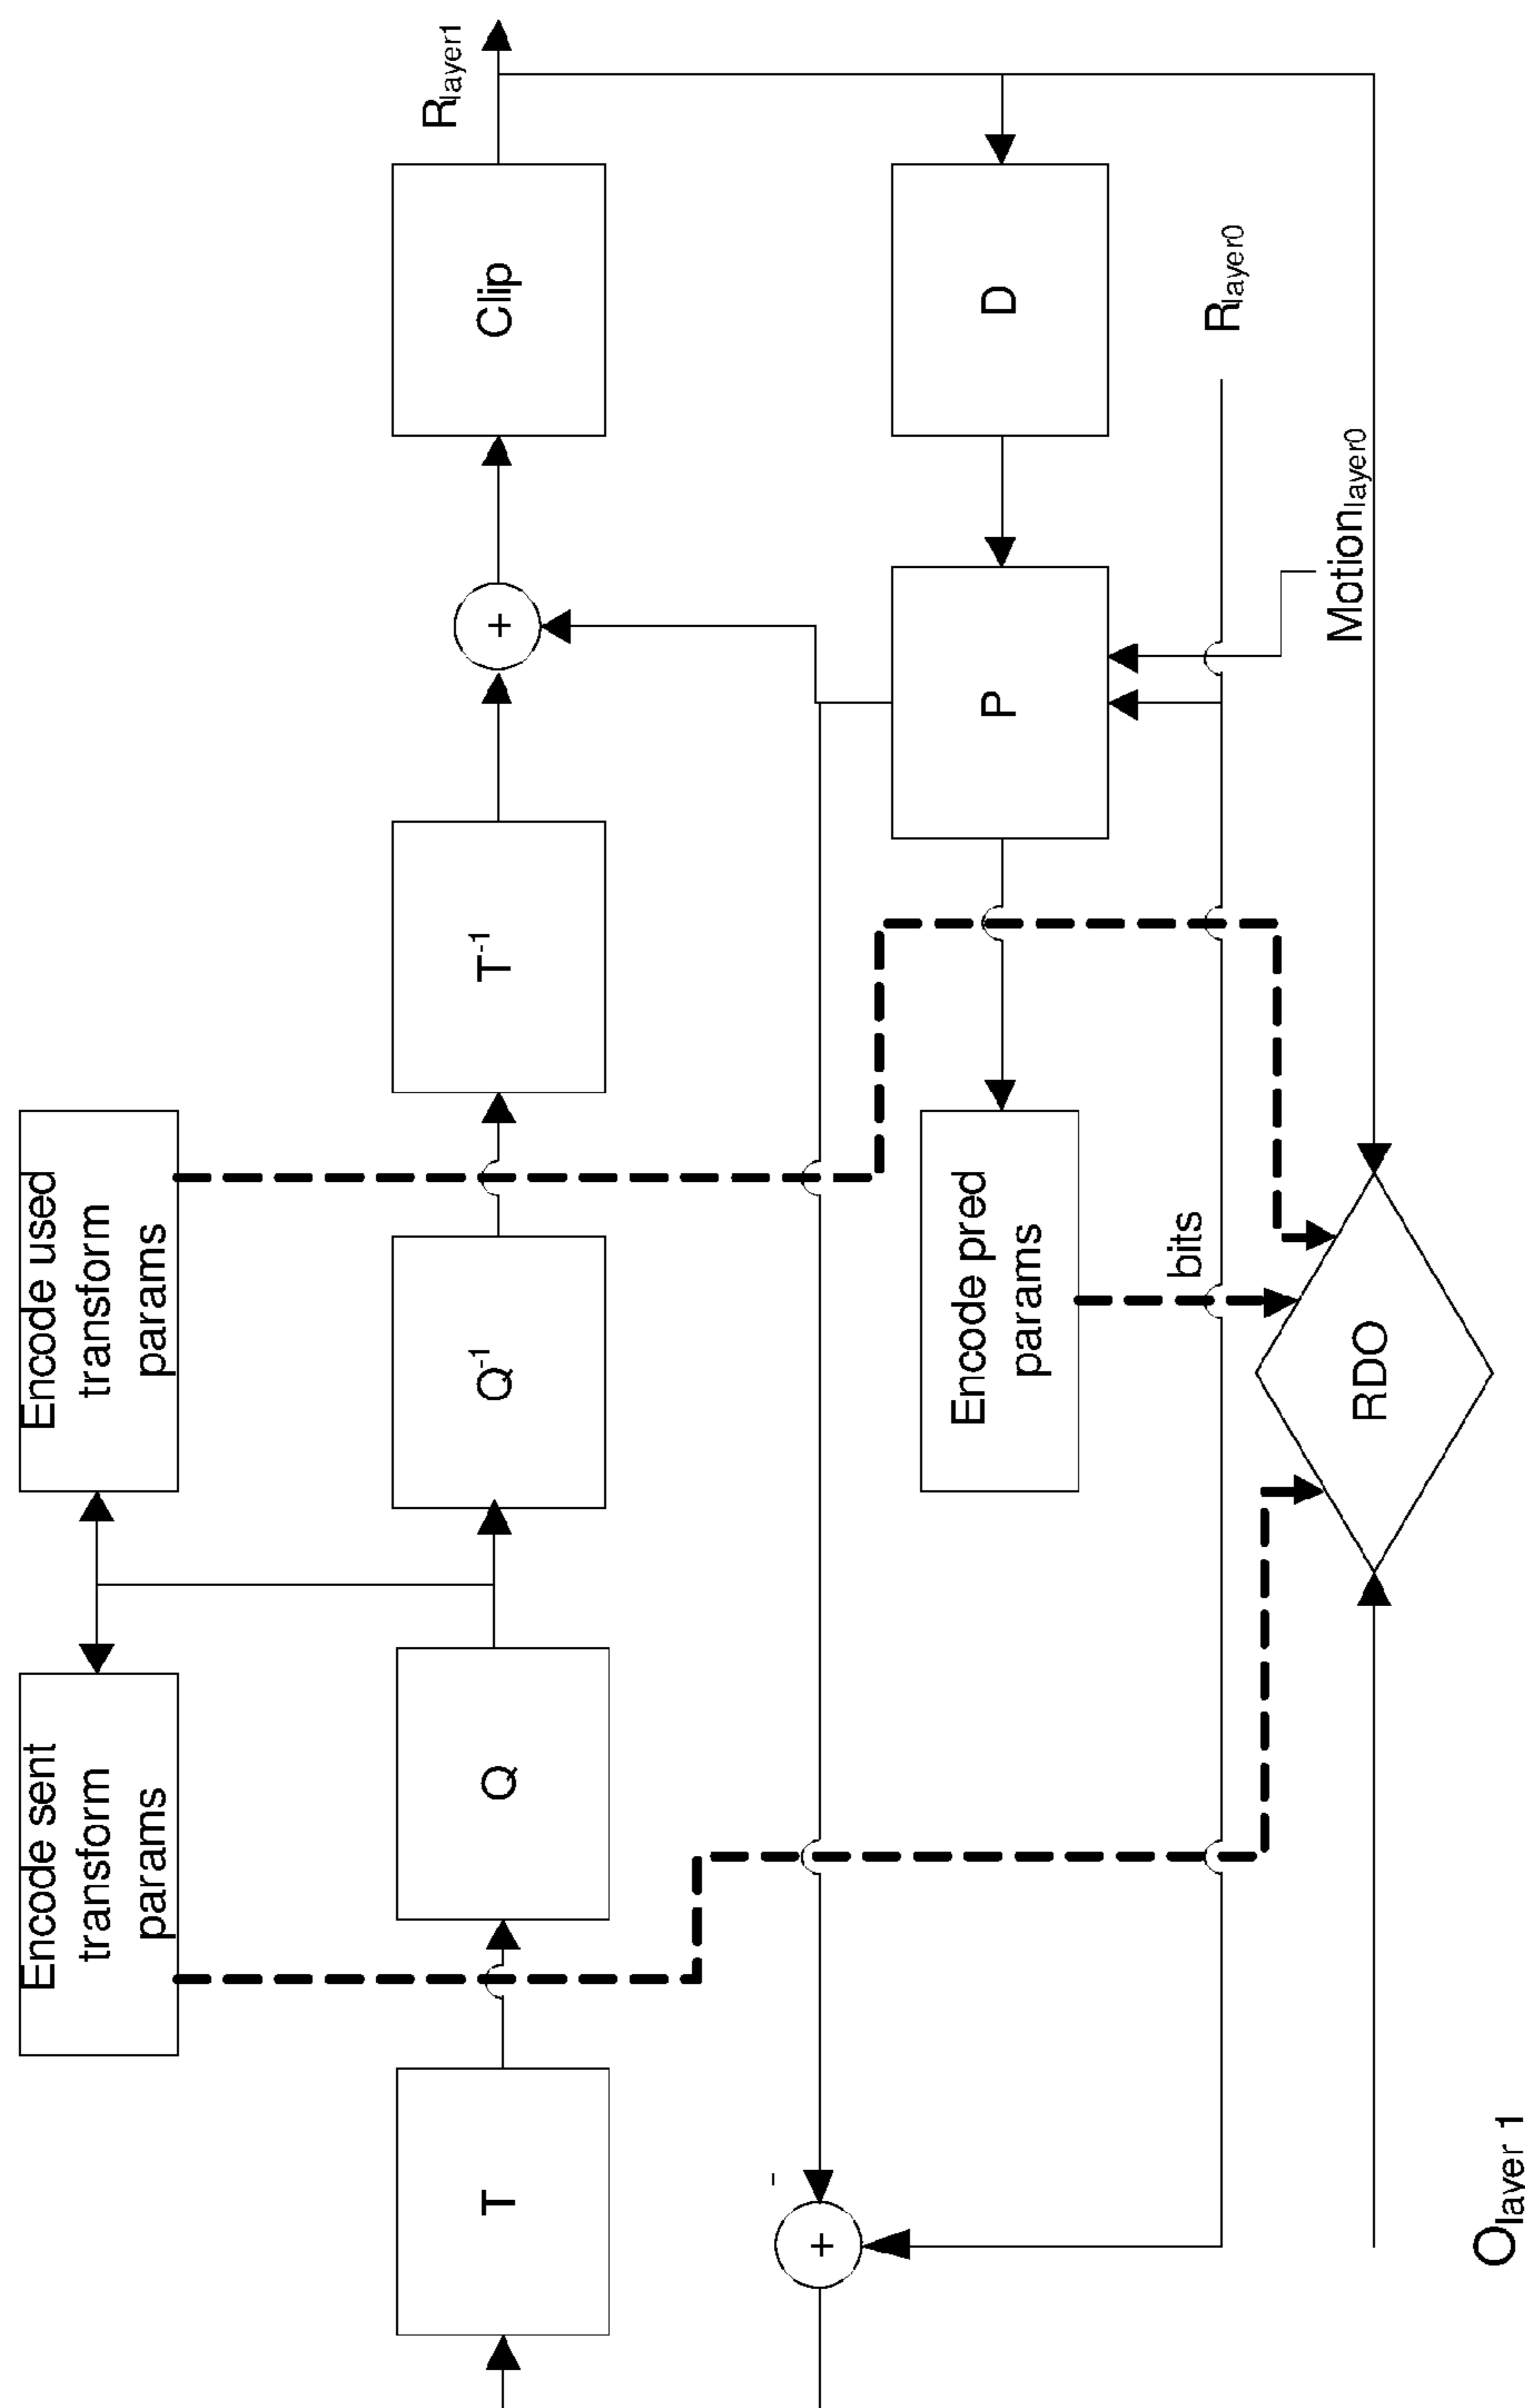 Encode sent
transform
params
Encode used
transform
params
T
Q
Q-1
T-1
+
Clip
Rlayer1
-
+
Encode pred
params
P
D
bits
Rlayer0
Motionlayer0
RDO
Olayer 1